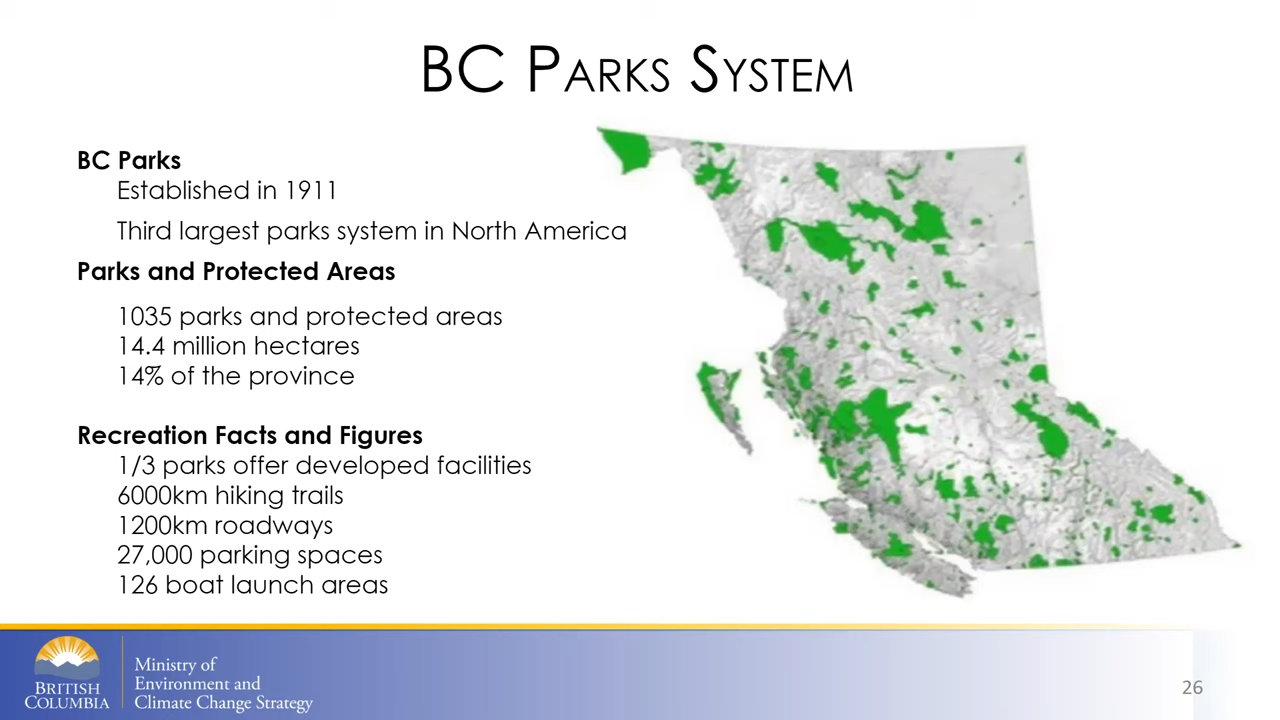 BC PARKS SYSTEM
BC Parks
Established in 1911
Third largest parks system in North America
Parks and Protected Areas
1035 parks and protected areas
14.4 million hectares
14% of the province
Recreation Facts and Figures
1/3 parks offer developed facilities
6000km hiking trails
1200km roadways
27,000 parking spaces
126 boat launch areas
BRITISH
COLUMBIA
Ministry of
Environment and
Climate Change Strategy
26